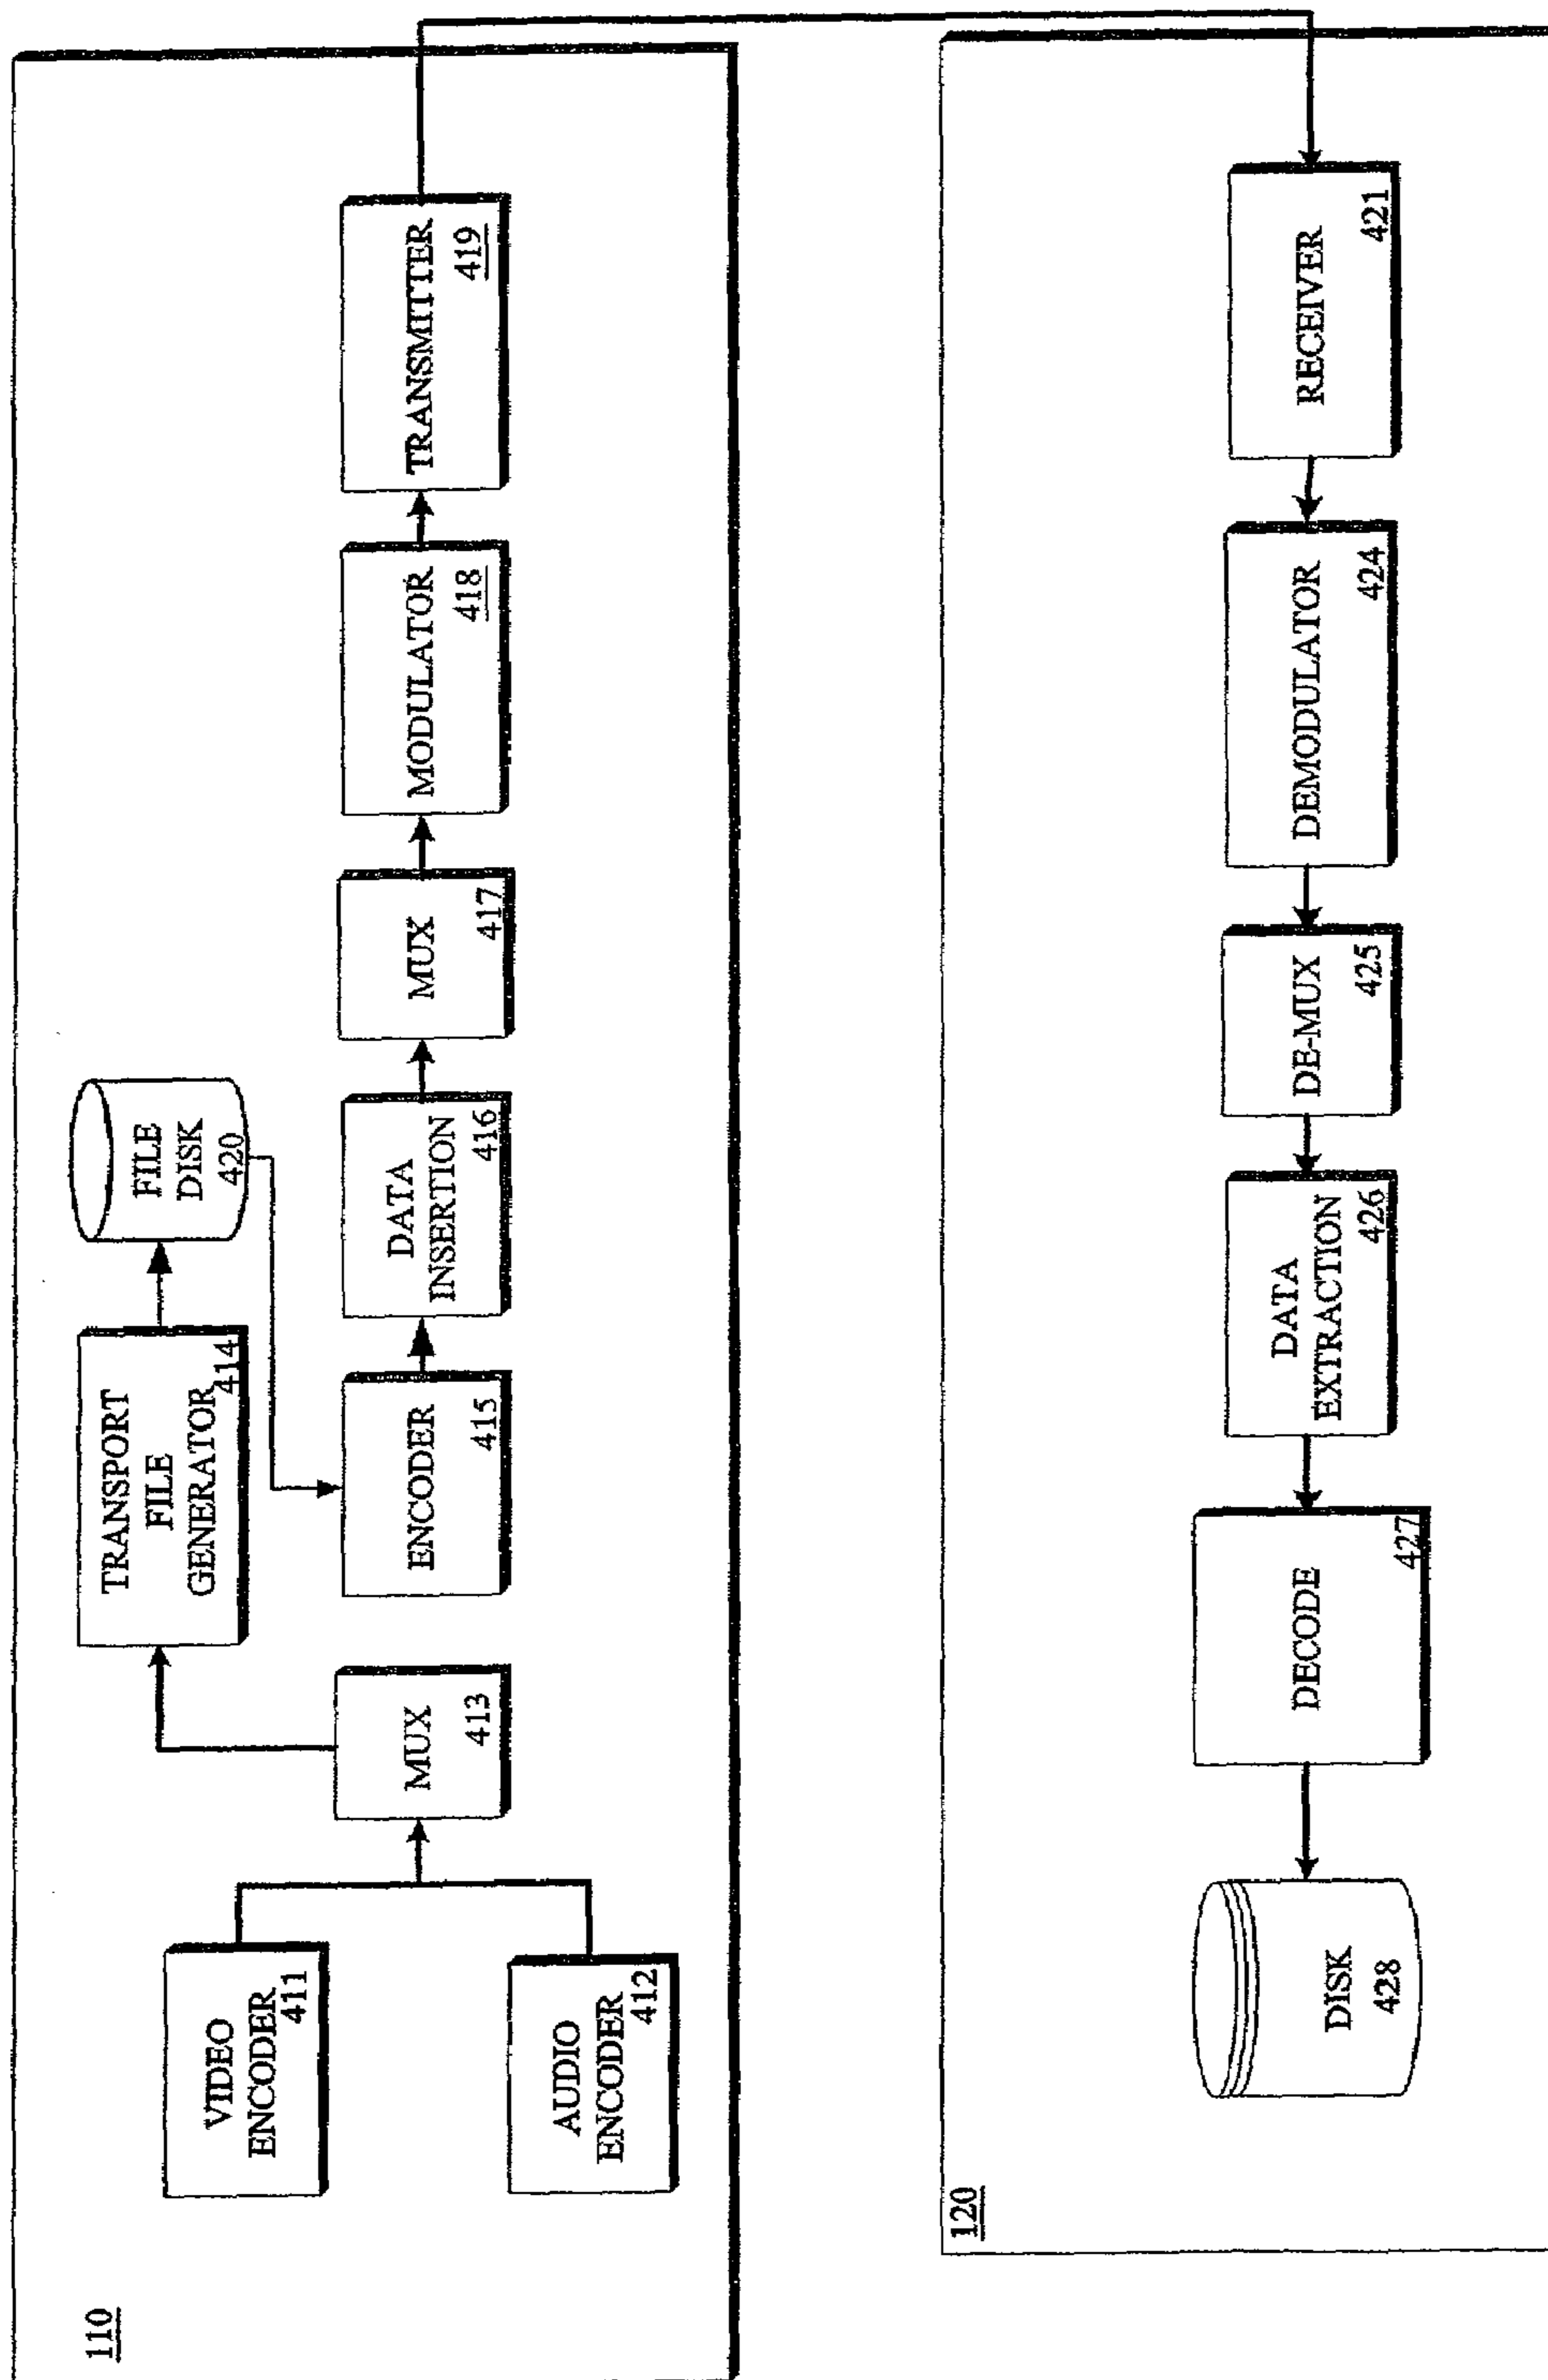 110
VIDEO
ENCODER
411
AUDIO
ENCODER
412
MUX
413
TRANSPORT
FILE
GENERATOR
414
FILE
DISK
420
ENCODER
415
DATA
INSERTION
416
MUX
417
MODULATOR
418
TRANSMITTER
419
120
RECEIVER
421
DEMODULATOR
424
DE-MUX
425
DATA
EXTRACTION
426
DECODE
427
DISK
428